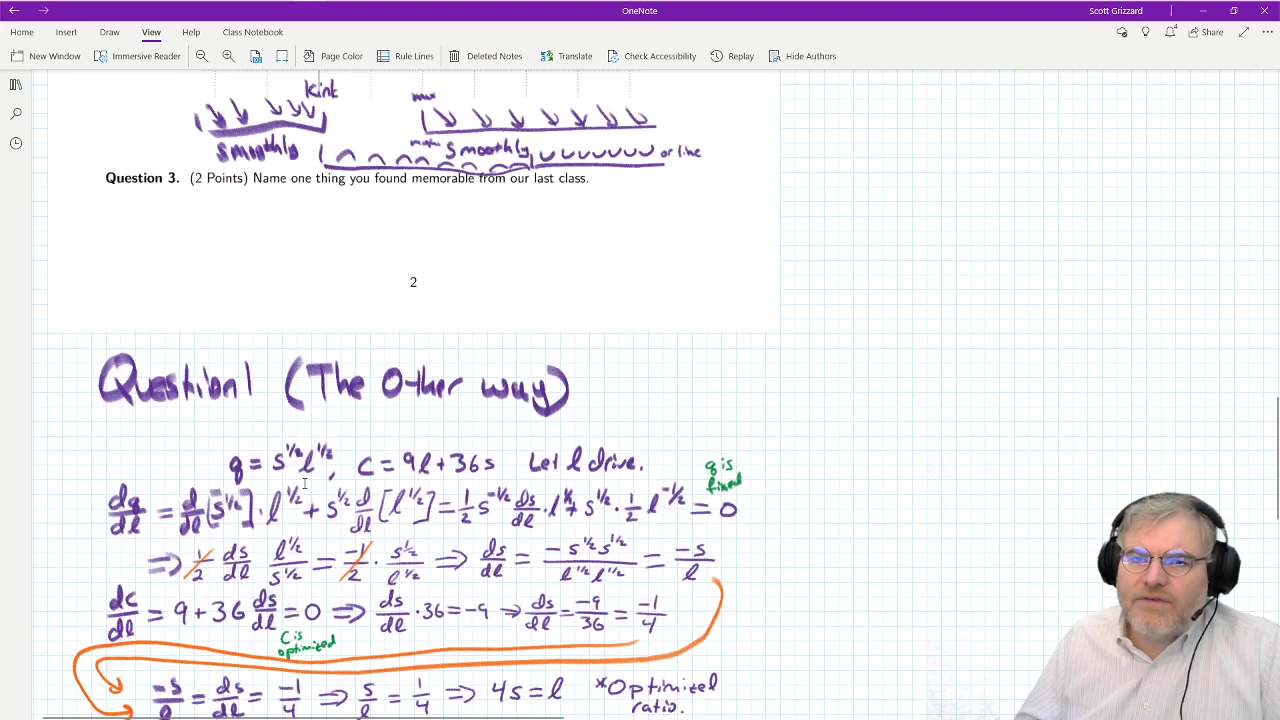 OneNote
Scott Grizzard
Home Insert Draw View Help Class Notebook
Share
New Window Immersive Reader Page Color Rule Lines Deleted Notes Translate Check Accessibility Replay Hide Authors
kink
max
smoothly
smoothly
or line
Question 3. (2 Points) Name one thing you found memorable from our last class.
2
Question 1 (The Other way)
q = s^{1/2} l^{1/2}, C = 9l + 36s Let l drive.
q is fixed
dq/dl = d/dl [s^{1/2}] · l^{1/2} + s^{1/2} d/dl [l^{1/2}] = 1/2 s^{-1/2} ds/dl · l^{1/2} + s^{1/2} · 1/2 l^{-1/2} = 0
⇒ 1/2 ds/dl l^{1/2}/s^{1/2} = -1/2 · s^{1/2}/l^{1/2} ⇒ ds/dl = -s^{1/2}s^{1/2}/l^{1/2}l^{1/2} = -s/l
dc/dl = 9 + 36 ds/dl = 0 ⇒ ds/dl · 36 = -9 ⇒ ds/dl = -9/36 = -1/4
C is optimized
-s/l = ds/dl = -1/4 ⇒ s/l = 1/4 ⇒ 4s = l *Optimized ratio.